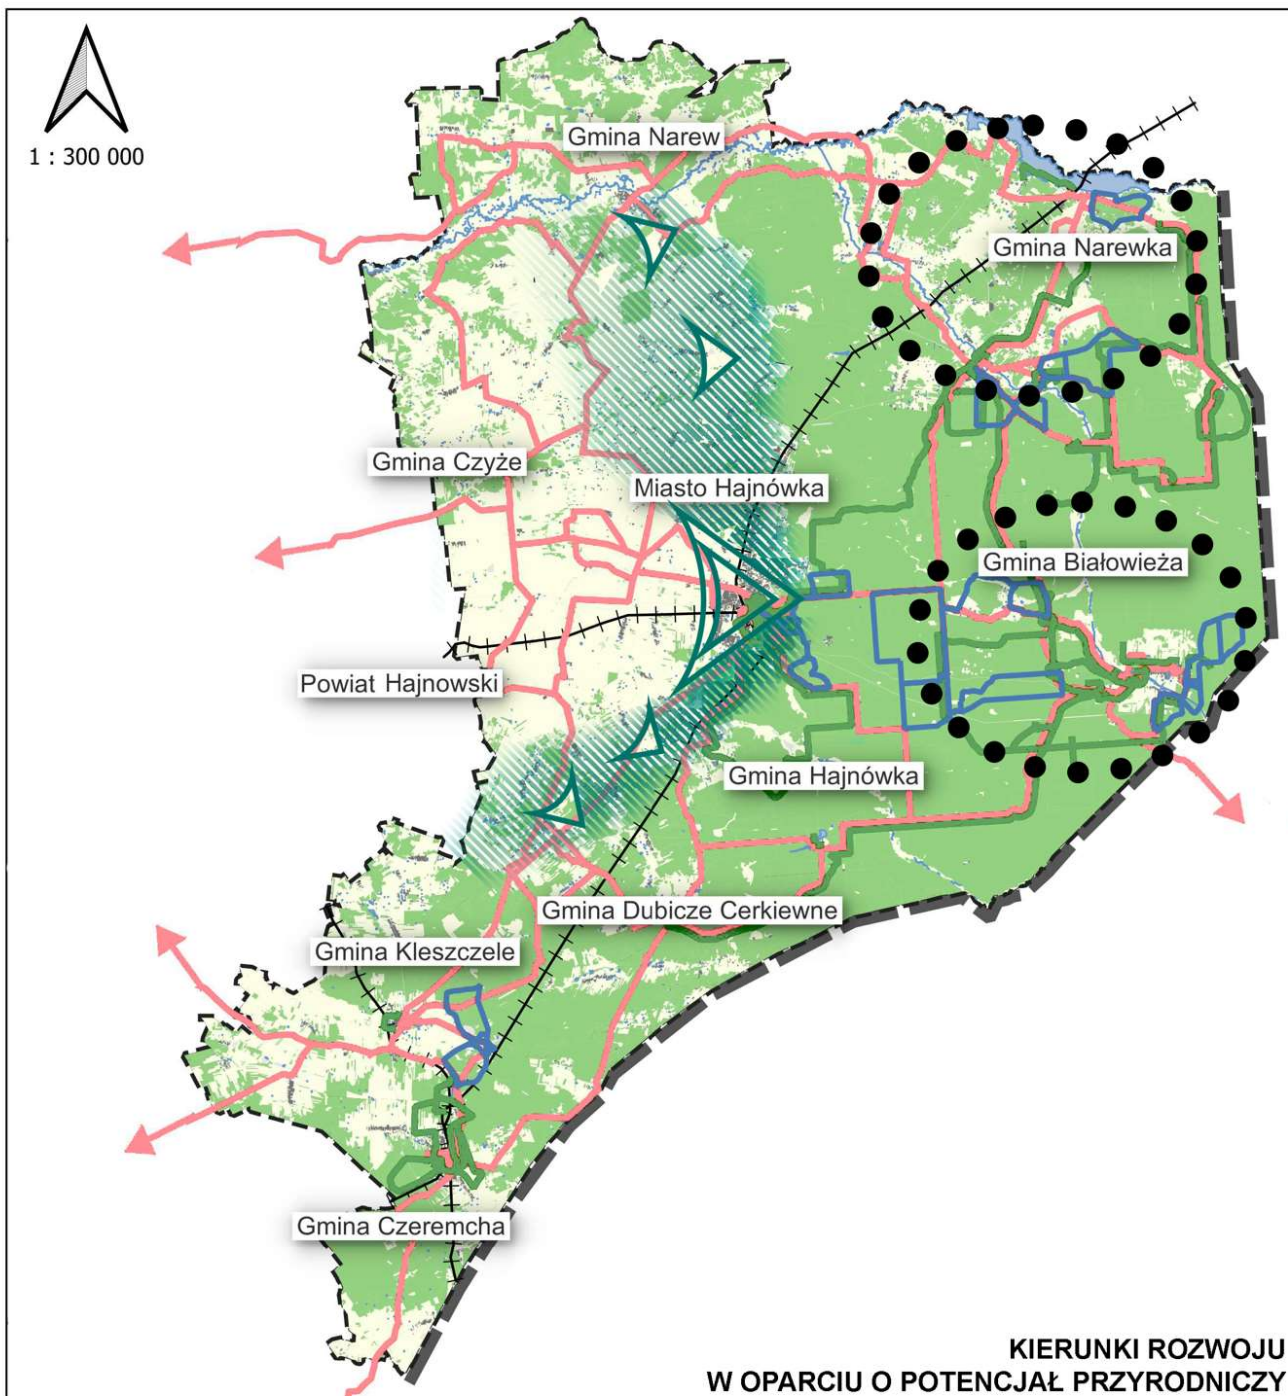 1 : 300 000
Gmina Narew
Gmina Narewka
Gmina Czyże
Miasto Hajnówka
Gmina Białowieża
Powiat Hajnowski
Gmina Hajnówka
Gmina Dubicze Cerkiewne
Gmina Kleszczele
Gmina Czeremcha
KIERUNKI ROZWOJU
W OPARCIU O POTENCJAŁ PRZYRODNICZY